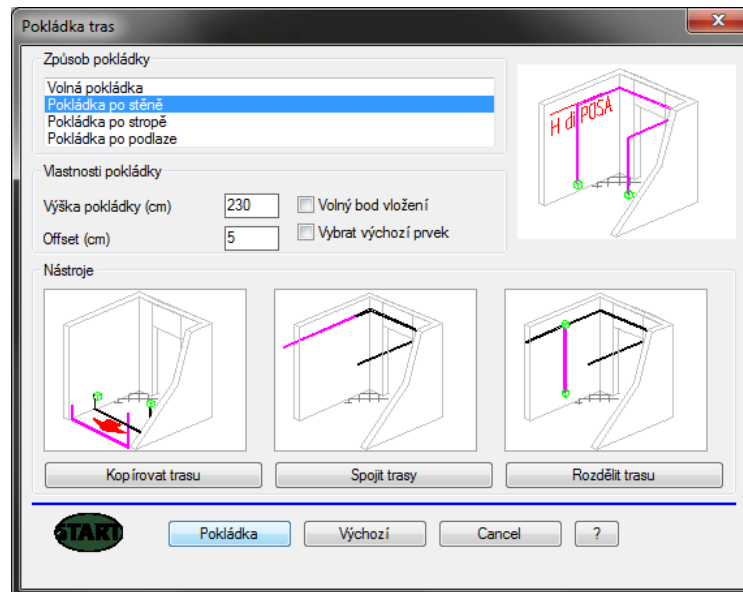 Pokládka tras
Způsob pokládky
Volná pokládka
Pokládka po stěně
Pokládka po stropě
Pokládka po podlaze
H di POSA
Vlastnosti pokládky
Výška pokládky (cm) 230 Volný bod vložení
Offset (cm) 5 Vybrat výchozí prvek
Nástroje
Kopírovat trasu Spojit trasy Rozdělit trasu
START Pokládka Výchozí Cancel ?